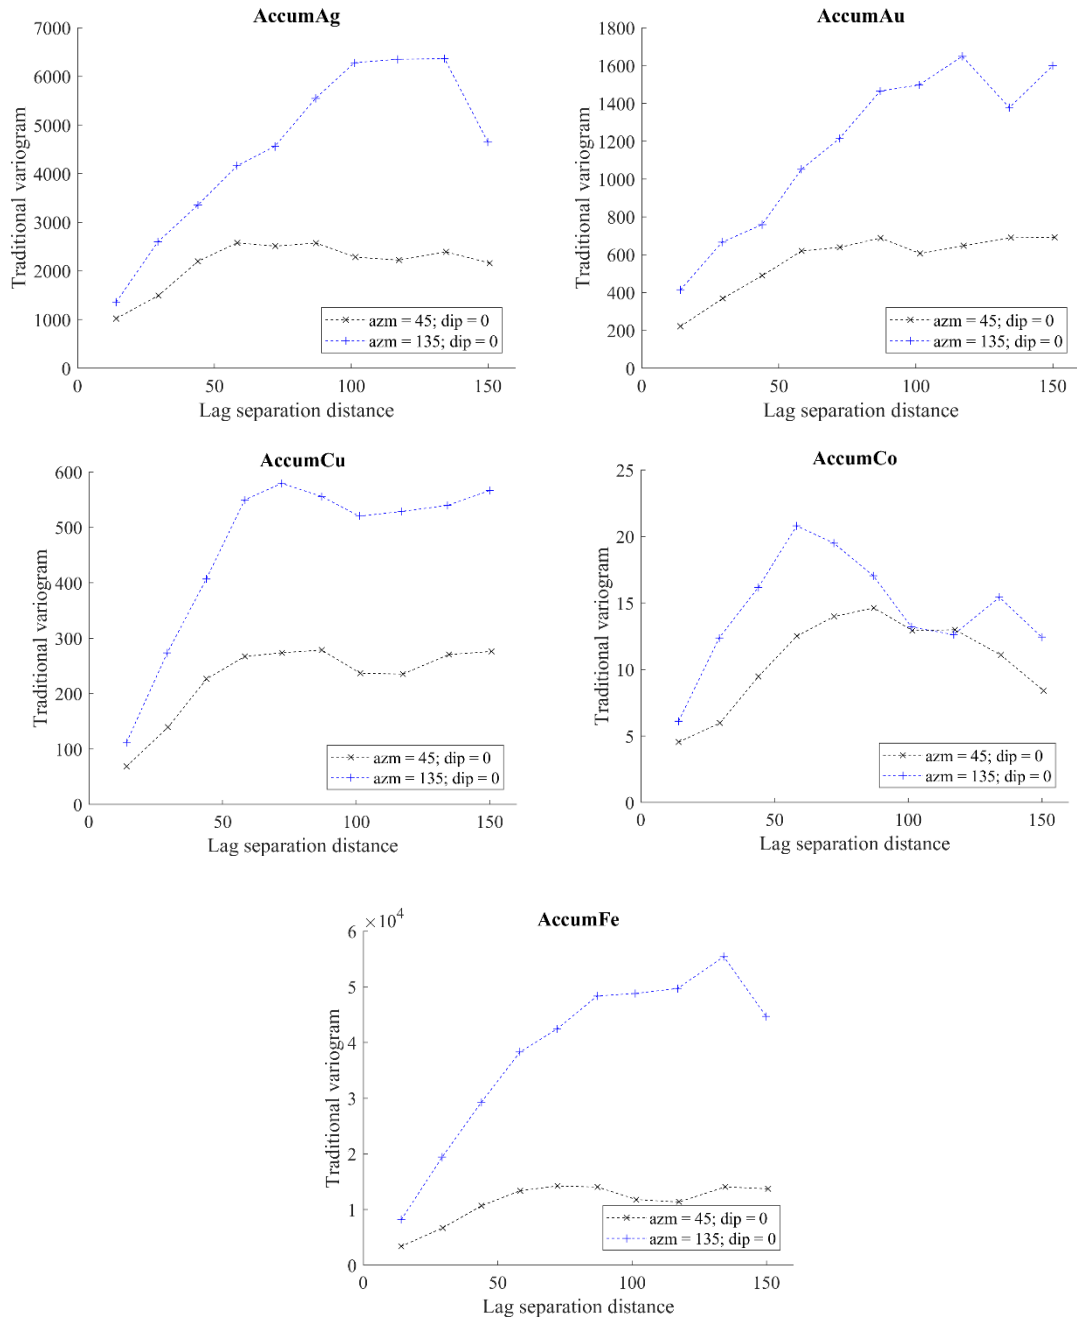 AccumAg
7000
6000
5000
4000
3000
2000
1000
0
Traditional variogram
azm = 45; dip = 0
azm = 135; dip = 0
0 50 100 150
Lag separation distance
AccumAu
1800
1600
1400
1200
1000
800
600
400
200
0
Traditional variogram
azm = 45; dip = 0
azm = 135; dip = 0
0 50 100 150
Lag separation distance
AccumCu
600
500
400
300
200
100
0
Traditional variogram
azm = 45; dip = 0
azm = 135; dip = 0
0 50 100 150
Lag separation distance
AccumCo
25
20
15
10
5
0
Traditional variogram
azm = 45; dip = 0
azm = 135; dip = 0
0 50 100 150
Lag separation distance
AccumFe
× 10^4
6
5
4
3
2
1
0
Traditional variogram
azm = 45; dip = 0
azm = 135; dip = 0
0 50 100 150
Lag separation distance